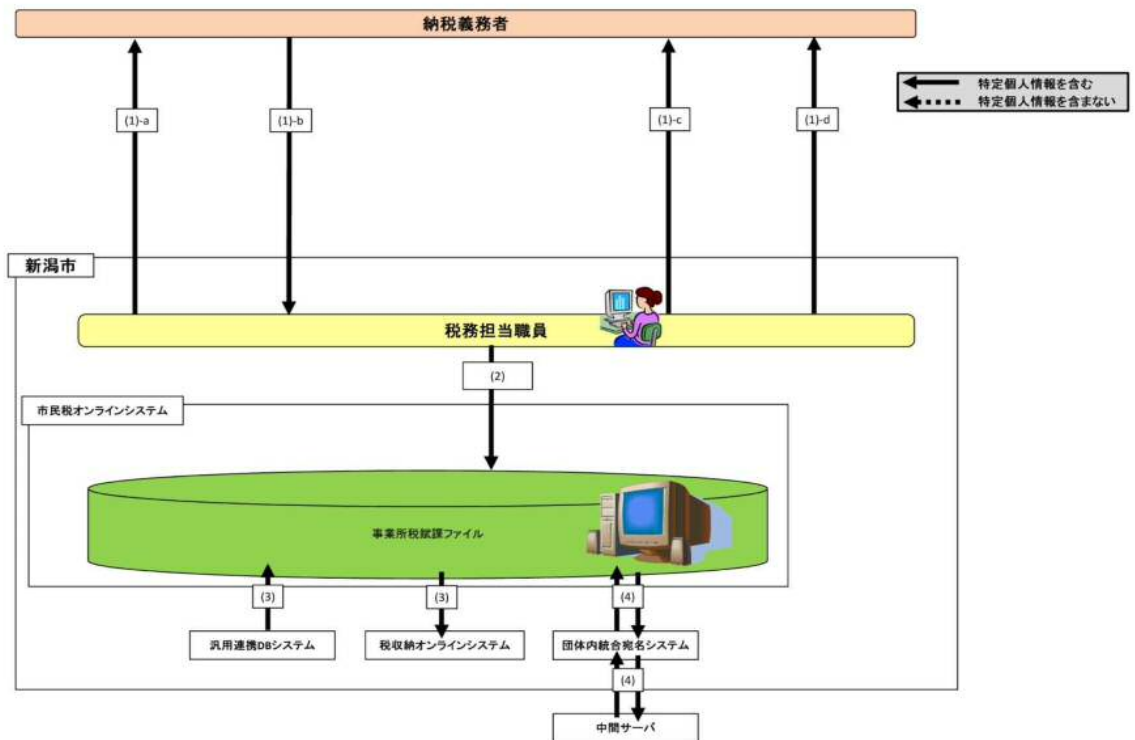 納税義務者
特定個人情報を含む
特定個人情報を含まない
(1)-a
(1)-b
(1)-c
(1)-d
新潟市
税務担当職員
(2)
市民税オンラインシステム
事業所税賦課ファイル
(3)
(3)
(4)
汎用連携DBシステム
税収納オンラインシステム
団体内統合宛名システム
(4)
中間サーバ